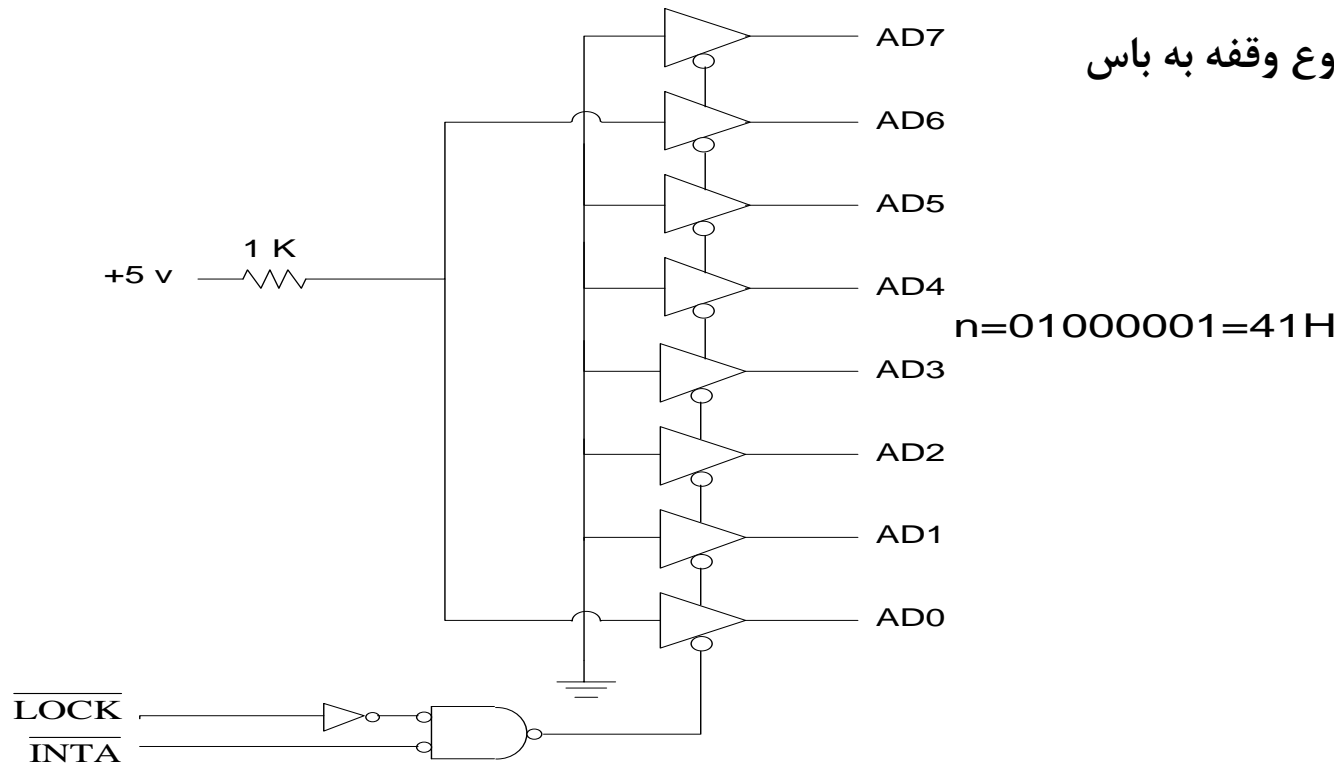 AD7
وع وقفه به باس
AD6
AD5
1 K
+5 v
AD4
n=01000001=41H
AD3
AD2
AD1
AD0
LOCK
INTA